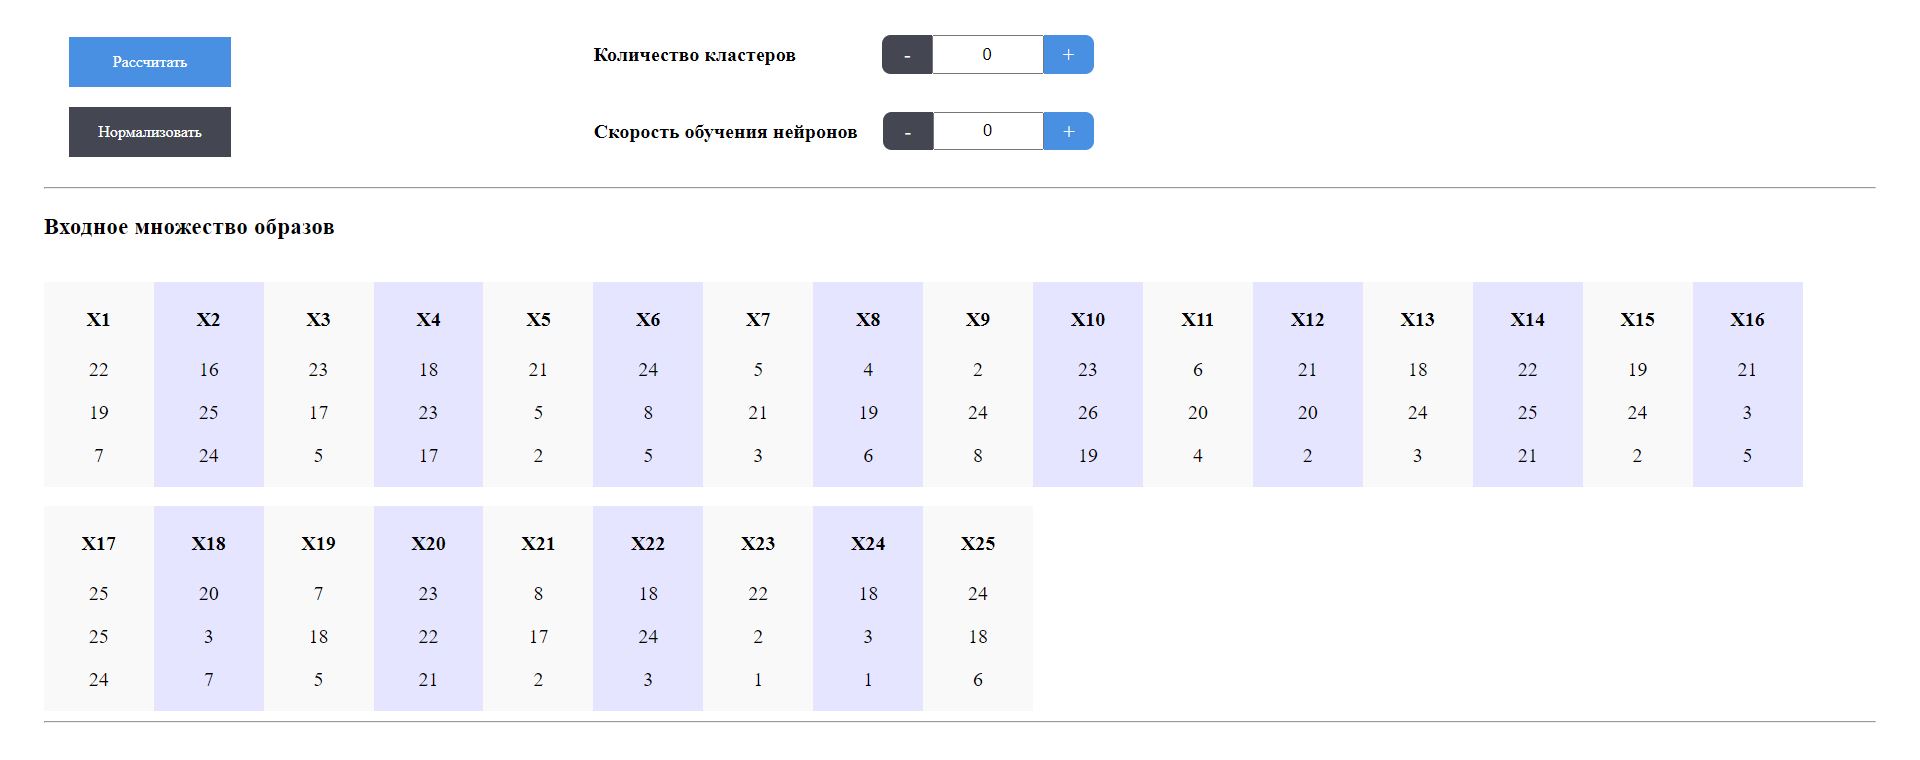 Рассчитать
Количество кластеров - 0 +
Нормализовать
Скорость обучения нейронов - 0 +
Входное множество образов
X1 X2 X3 X4 X5 X6 X7 X8 X9 X10 X11 X12 X13 X14 X15 X16
22 16 23 18 21 24 5 4 2 23 6 21 18 22 19 21
19 25 17 23 5 8 21 19 24 26 20 20 24 25 24 3
7 24 5 17 2 5 3 6 8 19 4 2 3 21 2 5
X17 X18 X19 X20 X21 X22 X23 X24 X25
25 20 7 23 8 18 22 18 24
25 3 18 22 17 24 2 3 18
24 7 5 21 2 3 1 1 6